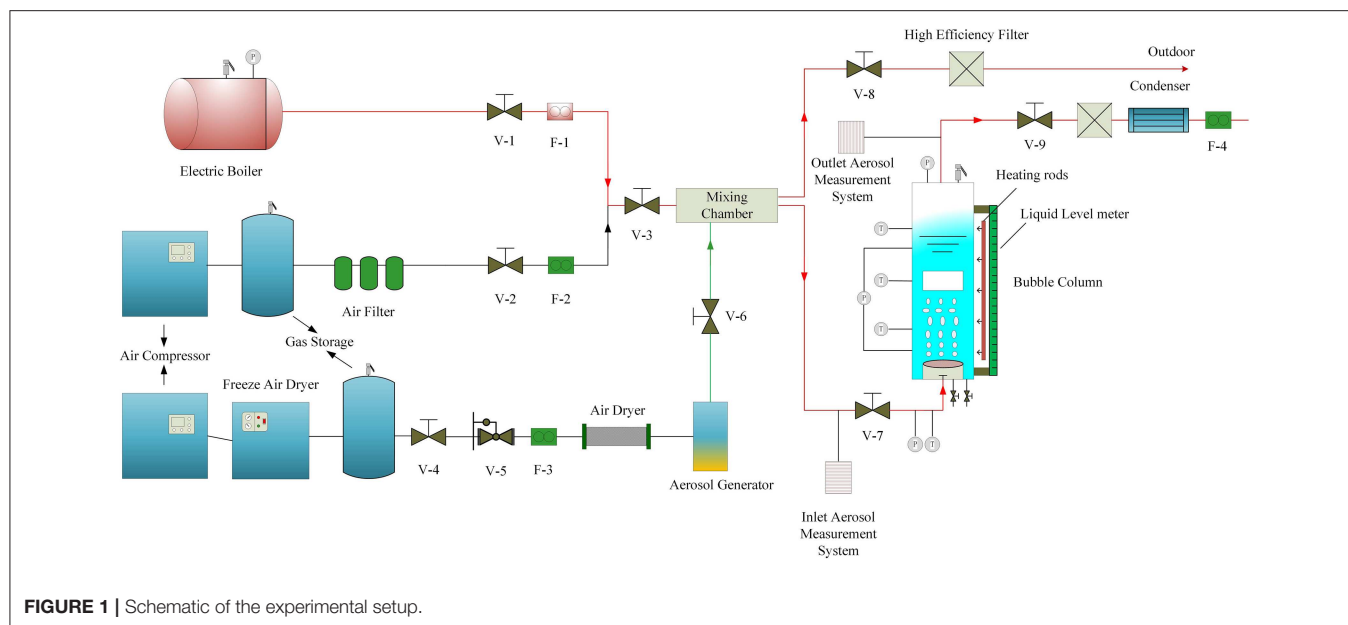 High Efficiency Filter
Outdoor
P
V-8
Condenser
V-1
F-1
V-9
F-4
Electric Boiler
Outlet Aerosol
Measurement
System
P
Heating rods
Mixing
Chamber
Liquid Level meter
V-3
T
Air Filter
V-2
F-2
T
Bubble Column
P
V-6
T
Air Compressor
Gas Storage
Freeze Air Dryer
Air Dryer
V-7
P
T
V-4
V-5
F-3
Aerosol Generator
Inlet Aerosol
Measurement
System
FIGURE 1 | Schematic of the experimental setup.